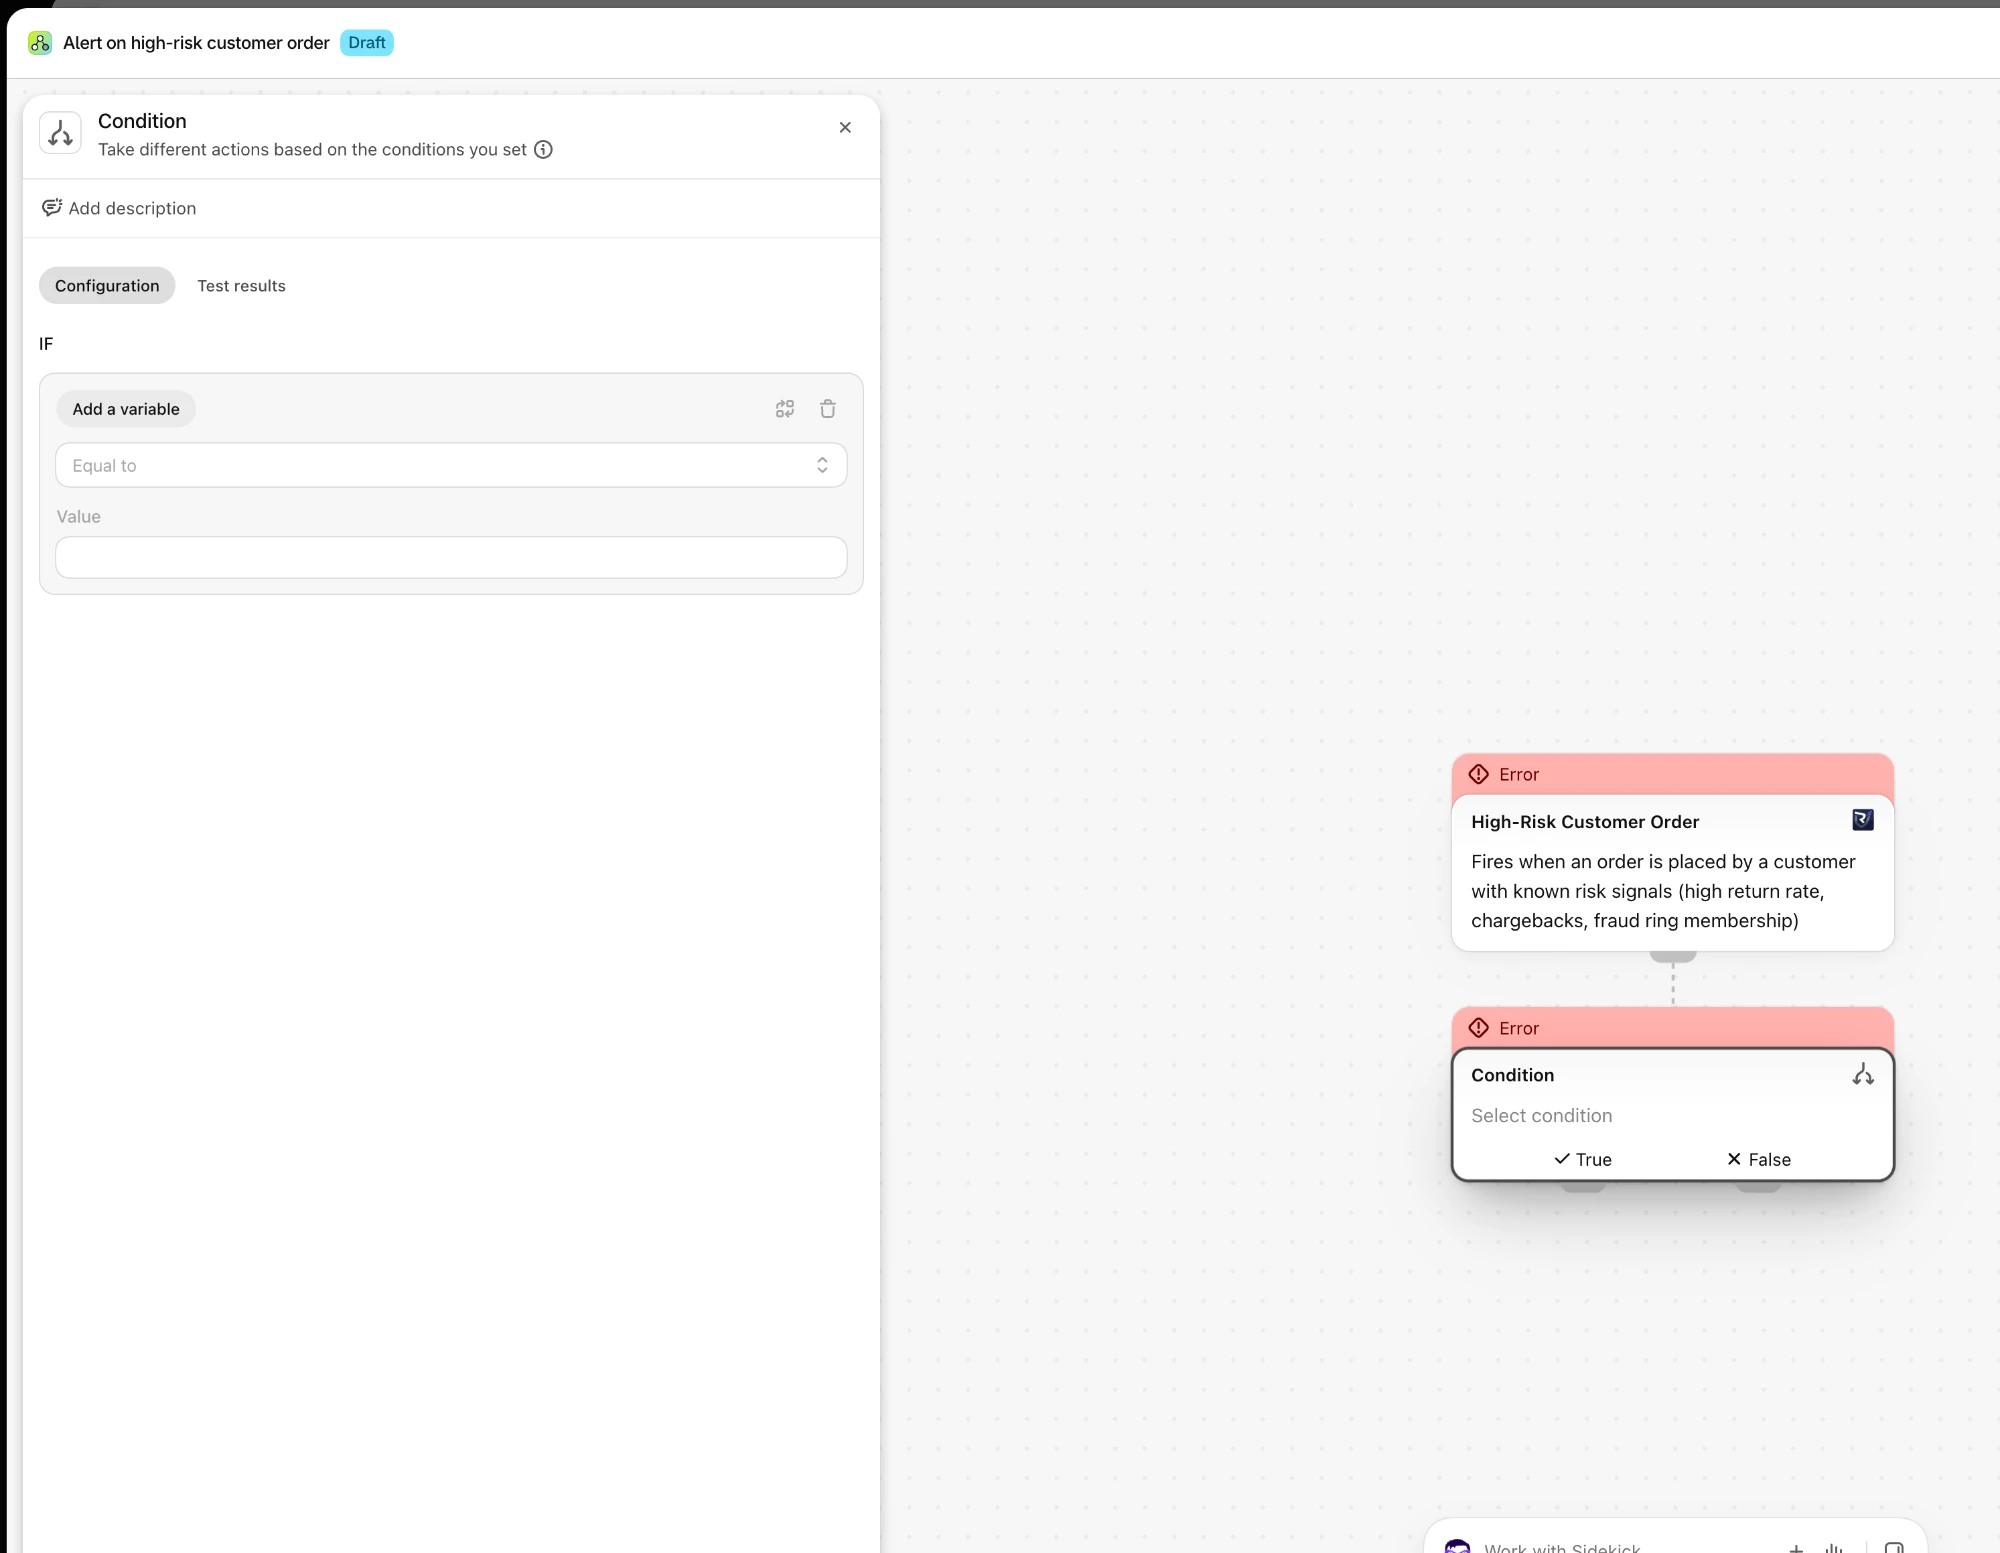 Alert on high-risk customer order Draft
Condition
Take different actions based on the conditions you set
Add description
Configuration Test results
IF
Add a variable
Equal to
Value
Error
High-Risk Customer Order
Fires when an order is placed by a customer
with known risk signals (high return rate,
chargebacks, fraud ring membership)
Error
Condition
Select condition
True False
Work with Sidekick